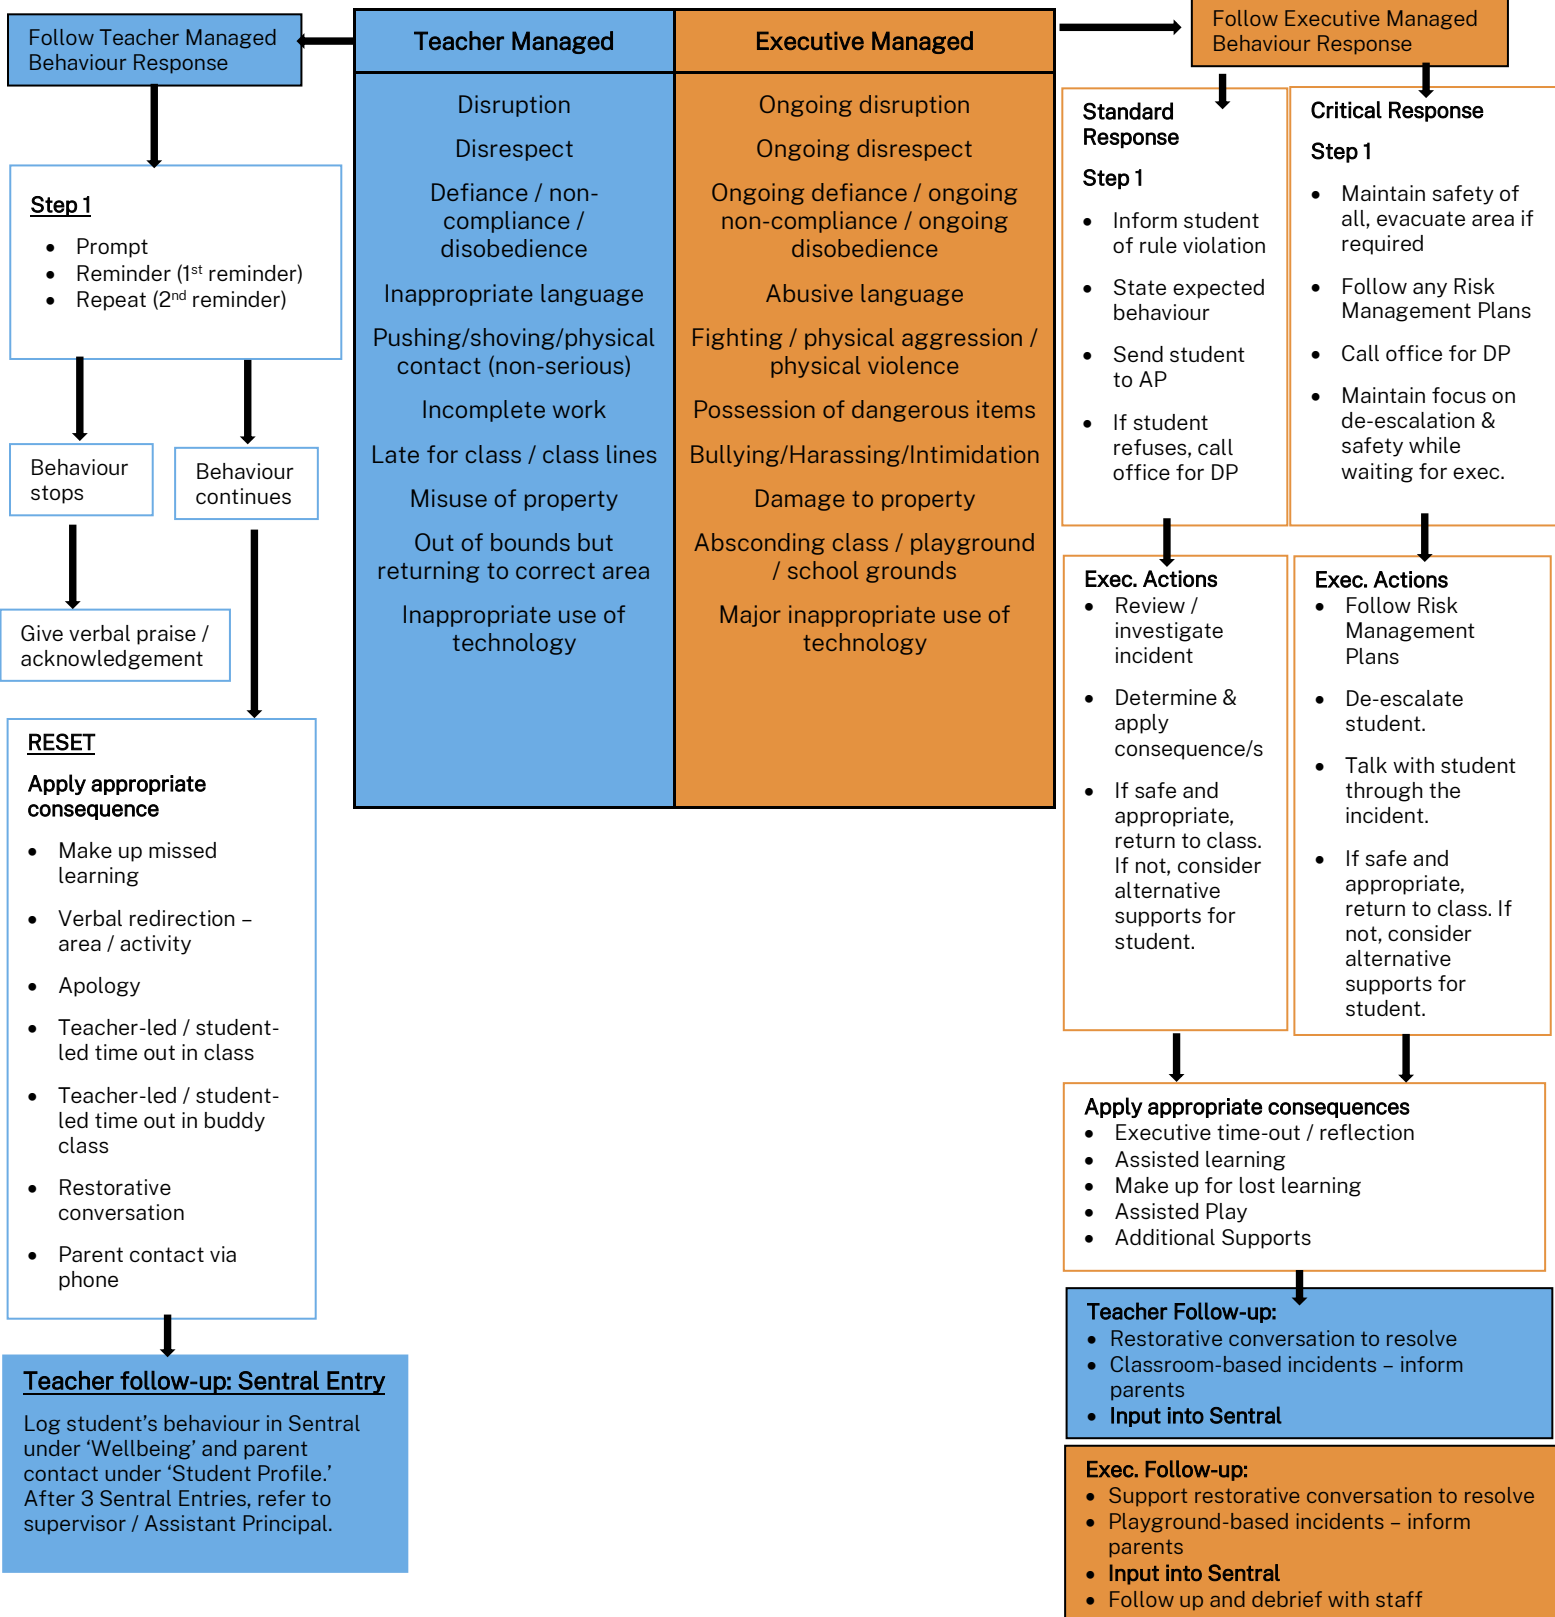 Follow Teacher Managed
Behaviour Response
Step 1
• Prompt
• Reminder (1st reminder)
• Repeat (2nd reminder)
Behaviour
stops
Behaviour
continues
Give verbal praise /
acknowledgement
RESET
Apply appropriate
consequence
• Make up missed
learning
• Verbal redirection –
area / activity
• Apology
• Teacher-led / student-
led time out in class
• Teacher-led / student-
led time out in buddy
class
• Restorative
conversation
• Parent contact via
phone
Teacher follow-up: Sentral Entry
Log student’s behaviour in Sentral
under ‘Wellbeing’ and parent
contact under ‘Student Profile.’
After 3 Sentral Entries, refer to
supervisor / Assistant Principal.
Teacher Managed
Disruption
Disrespect
Defiance / non-
compliance /
disobedience
Inappropriate language
Pushing/shoving/physical
contact (non-serious)
Incomplete work
Late for class / class lines
Misuse of property
Out of bounds but
returning to correct area
Inappropriate use of
technology
Executive Managed
Ongoing disruption
Ongoing disrespect
Ongoing defiance / ongoing
non-compliance / ongoing
disobedience
Abusive language
Fighting / physical aggression /
physical violence
Possession of dangerous items
Bullying/Harassing/Intimidation
Damage to property
Absconding class / playground
/ school grounds
Major inappropriate use of
technology
Follow Executive Managed
Behaviour Response
Standard
Response
Step 1
• Inform student
of rule violation
• State expected
behaviour
• Send student
to AP
• If student
refuses, call
office for DP
Critical Response
Step 1
• Maintain safety of
all, evacuate area if
required
• Follow any Risk
Management Plans
• Call office for DP
• Maintain focus on
de-escalation &
safety while
waiting for exec.
Exec. Actions
• Review /
investigate
incident
• Determine &
apply
consequence/s
• If safe and
appropriate,
return to class.
If not, consider
alternative
supports for
student.
Exec. Actions
• Follow Risk
Management
Plans
• De-escalate
student.
• Talk with student
through the
incident.
• If safe and
appropriate,
return to class. If
not, consider
alternative
supports for
student.
Apply appropriate consequences
• Executive time-out / reflection
• Assisted learning
• Make up for lost learning
• Assisted Play
• Additional Supports
Teacher Follow-up:
• Restorative conversation to resolve
• Classroom-based incidents – inform
parents
• Input into Sentral
Exec. Follow-up:
• Support restorative conversation to resolve
• Playground-based incidents – inform
parents
• Input into Sentral
• Follow up and debrief with staff